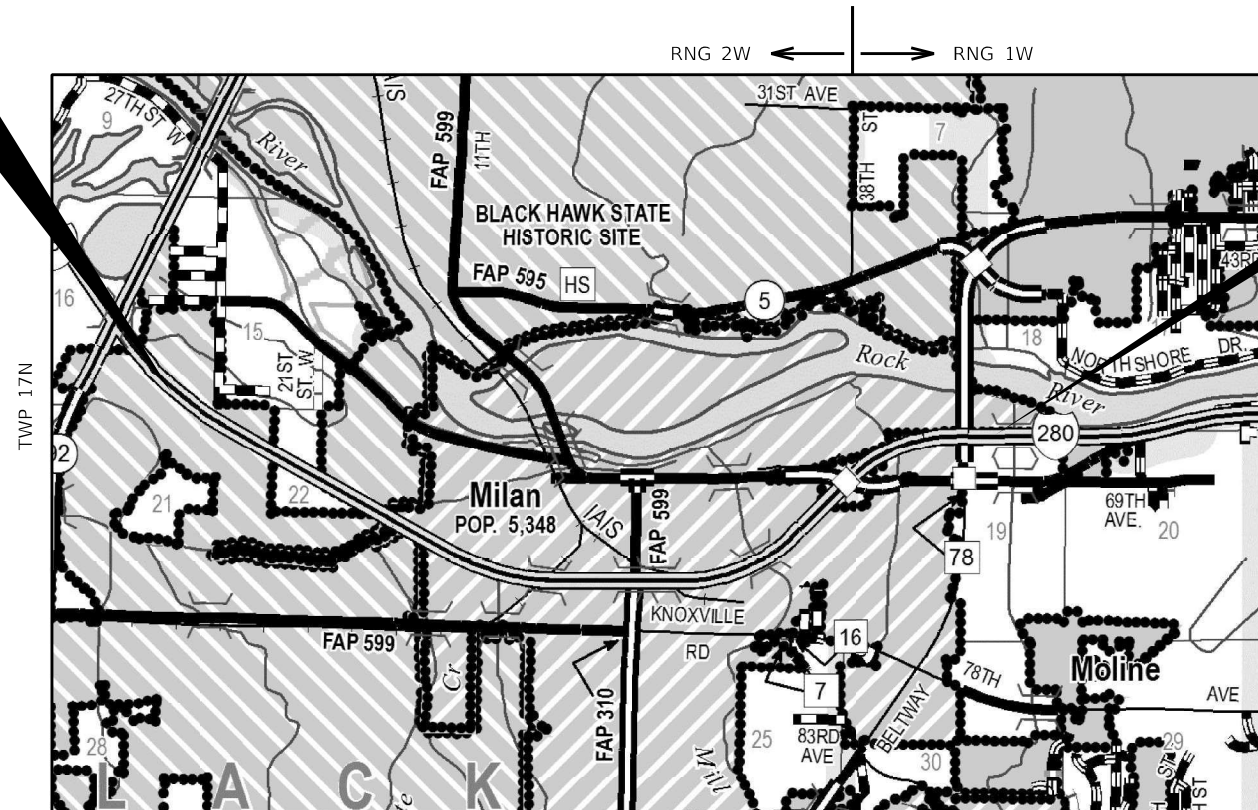 RNG 2W
RNG 1W
TWP 17N
27TH ST W
9
River
FAP 599
11TH
31ST AVE
38TH
ST
7
BLACK HAWK STATE
HISTORIC SITE
FAP 595
HS
5
43RD
16
15
21ST
ST. W
18
NORTH SHORE
DR.
Rock
River
280
92
21
22
Milan
POP. 5,348
IAIS
FAP 599
69TH
AVE.
19
20
78
KNOXVILLE
RD
FAP 599
Cr
FAP 310
16
7
78TH
AVE
Moline
BELTWAY
25
83RD
AVE
30
29
ST
28
Mill
L A C K